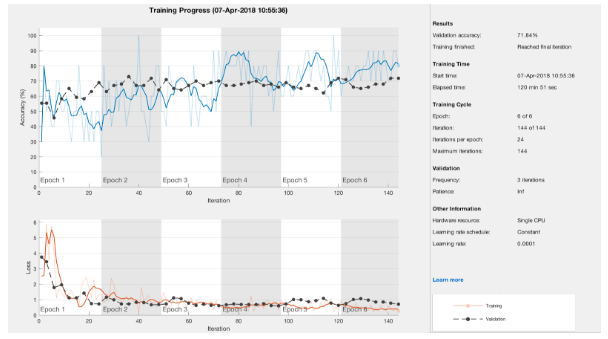 Training Progress (07-Apr-2018 10:55:36)
100
90
80
70
60
50
40
30
20
10
0
Accuracy (%)
Epoch 1 Epoch 2 Epoch 3 Epoch 4 Epoch 5 Epoch 6
0 20 40 60 80 100 120 140
Iteration
6
5
4
3
2
1
0
Loss
Epoch 1 Epoch 2 Epoch 3 Epoch 4 Epoch 5 Epoch 6
0 20 40 60 80 100 120 140
Iteration
Results
Validation accuracy: 71.84%
Training finished: Reached final iteration
Training Time
Start time: 07-Apr-2018 10:55:36
Elapsed time: 120 min 51 sec
Training Cycle
Epoch: 6 of 6
Iteration: 144 of 144
Iterations per epoch: 24
Maximum iterations: 144
Validation
Frequency: 3 iterations
Patience: Inf
Other Information
Hardware resource: Single CPU
Learning rate schedule: Constant
Learning rate: 0.0001
Learn more
Training
Validation